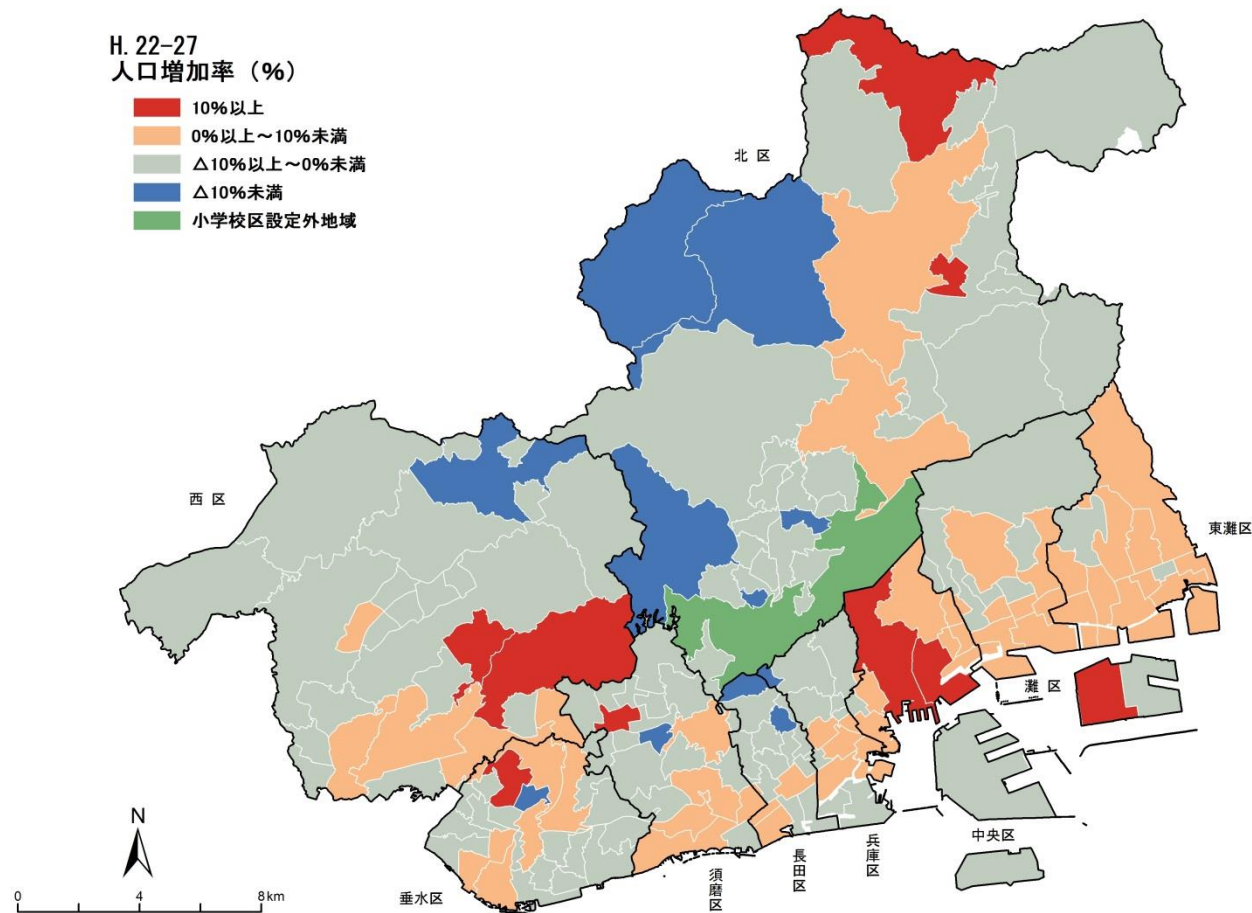 H. 22-27
人口増加率（%）
10%以上
0%以上～10%未満
△10%以上～0%未満
△10%未満
小学校区設定外地域
北区
西区
東灘区
灘区
中央区
兵庫区
長田区
須磨区
垂水区
N
0 4 8km